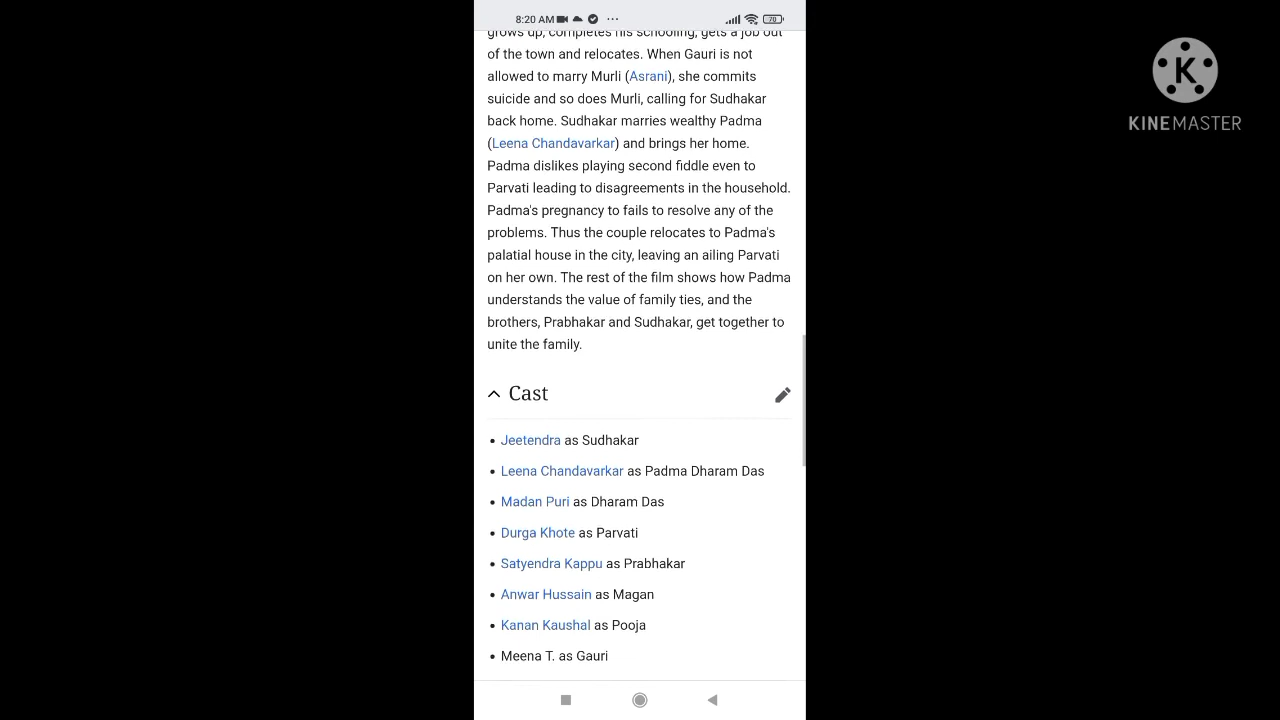 8:20 AM
70
grows up, completes his schooling, gets a job out
of the town and relocates. When Gauri is not
allowed to marry Murli (Asrani), she commits
suicide and so does Murli, calling for Sudhakar
back home. Sudhakar marries wealthy Padma
(Leena Chandavarkar) and brings her home.
Padma dislikes playing second fiddle even to
Parvati leading to disagreements in the household.
Padma's pregnancy to fails to resolve any of the
problems. Thus the couple relocates to Padma's
palatial house in the city, leaving an ailing Parvati
on her own. The rest of the film shows how Padma
understands the value of family ties, and the
brothers, Prabhakar and Sudhakar, get together to
unite the family.
Cast
• Jeetendra as Sudhakar
• Leena Chandavarkar as Padma Dharam Das
• Madan Puri as Dharam Das
• Durga Khote as Parvati
• Satyendra Kappu as Prabhakar
• Anwar Hussain as Magan
• Kanan Kaushal as Pooja
• Meena T. as Gauri
K
KINEMASTER